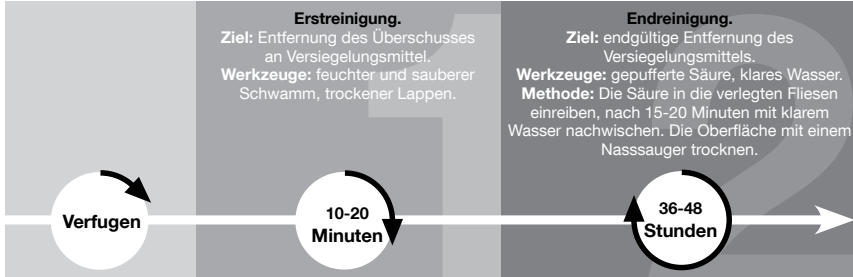 Erstreinigung.
Ziel: Entfernung des Überschusses
an Versiegelungsmittel.
Werkzeuge: feuchter und sauberer
Schwamm, trockener Lappen.
1
Endreinigung.
Ziel: endgültige Entfernung des
Versiegelungsmittels.
Werkzeuge: gepufferte Säure, klares Wasser.
Methode: Die Säure in die verlegten Fliesen
einreiben, nach 15-20 Minuten mit klarem
Wasser nachwischen. Die Oberfläche mit einem
Nasssauger trocknen.
2
Verfugen
10-20
Minuten
36-48
Stunden